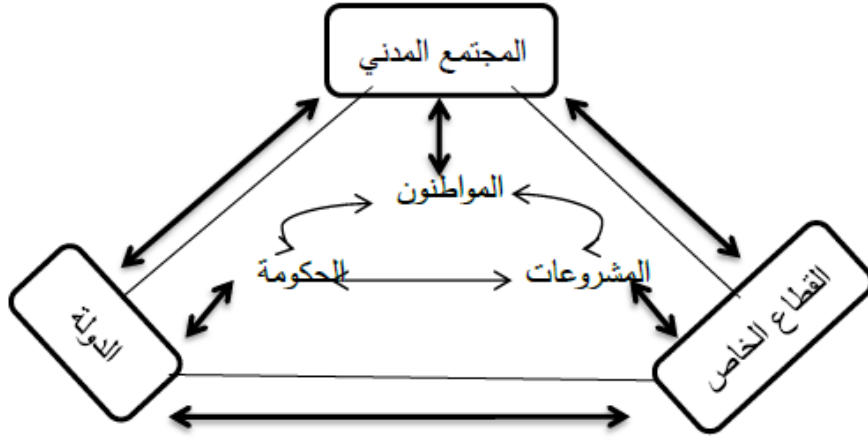 المجتمع المدني
المواطنون
المشروعات
الحكومة
القطاع الخاص
الدولة